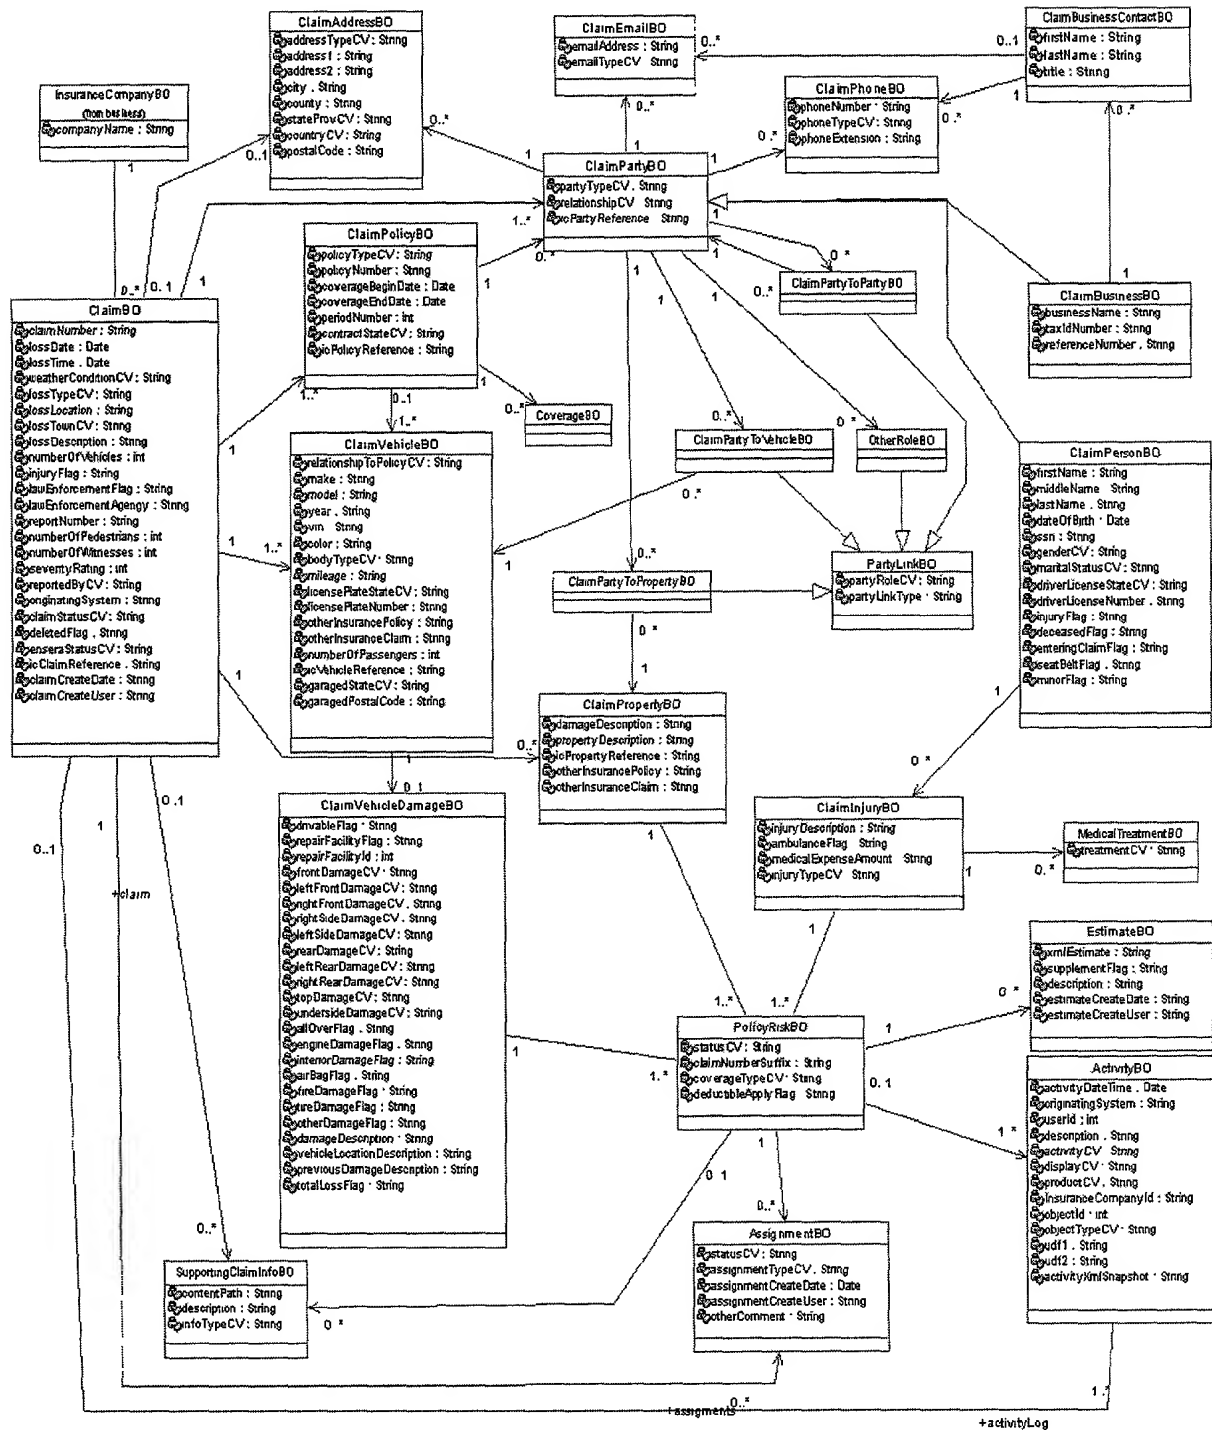 ClaimAddressBO
addressTypeCV : String
address1 : String
address2 : String
city : String
county : String
stateProvCV : String
countryCV : String
postalCode : String
ClaimEmailBO
emailAddress : String
emailTypeCV String
ClaimBusinessContactBO
firstName : String
lastName : String
title : String
ClaimPhoneBO
phoneNumber : String
phoneTypeCV : String
phoneExtension : String
InsuranceCompanyBO
(from business)
companyName : String
ClaimPartyBO
partyTypeCV . String
relationshipCV String
icPartyReference String
ClaimPolicyBO
policyTypeCV : String
policyNumber : String
coverageBeginDate : Date
coverageEndDate : Date
periodNumber : int
contractStateCV : String
icPolicyReference : String
ClaimPartyToPartyBO
ClaimBusinessBO
businessName : String
taxIdNumber : String
referenceNumber . String
ClaimBO
claimNumber : String
lossDate : Date
lossTime . Date
weatherConditionCV : String
lossTypeCV : String
lossLocation : String
lossTownCV : String
lossDescription : String
numberOfVehicles : int
injuryFlag : String
lawEnforcementFlag : String
lawEnforcementAgency : String
reportNumber : String
numberOfPedestrians : int
numberOfWitnesses : int
severityRating : int
reportedByCV : String
originatingSystem : String
claimStatusCV : String
deletedFlag . String
enseraStatusCV : String
icClaimReference . String
claimCreateDate : String
claimCreateUser : String
CoverageBO
ClaimVehicleBO
relationshipToPolicyCV : String
make : String
model : String
year . String
vin String
color : String
bodyTypeCV : String
mileage : String
licensePlateStateCV : String
licensePlateNumber : String
otherInsurancePolicy : String
otherInsuranceClaim : String
numberOfPassengers : int
icVehicleReference : String
garagedStateCV : String
garagedPostalCode : String
ClaimPartyToVehicleBO
OtherRoleBO
ClaimPersonBO
firstName : String
middleName String
lastName . String
dateOfBirth : Date
ssn : String
genderCV : String
maritalStatusCV : String
driverLicenseStateCV : String
driverLicenseNumber . String
injuryFlag : String
deceasedFlag : String
enteringClaimFlag : String
seatBeltFlag . String
minorFlag : String
PartyLinkBO
partyRoleCV : String
partyLinkType : String
ClaimPartyToPropertyBO
ClaimPropertyBO
damageDescription : String
propertyDescription : String
icPropertyReference : String
otherInsurancePolicy : String
otherInsuranceClaim : String
ClaimVehicleDamageBO
drivableFlag : String
repairFacilityFlag : String
repairFacilityId : int
frontDamageCV : String
leftFrontDamageCV : String
rightFrontDamageCV . String
rightSideDamageCV . String
leftSideDamageCV : String
rearDamageCV : String
leftRearDamageCV : String
rightRearDamageCV : String
topDamageCV : String
undersideDamageCV : String
allOverFlag . String
engineDamageFlag . String
interiorDamageFlag : String
airBagFlag . String
fireDamageFlag : String
tireDamageFlag : String
otherDamageFlag : String
damageDescription : String
vehicleLocationDescription : String
previousDamageDescription : String
totalLossFlag : String
ClaimInjuryBO
injuryDescription : String
ambulanceFlag String
medicalExpenseAmount String
injuryTypeCV String
MedicalTreatmentBO
treatmentCV : String
EstimateBO
xmlEstimate : String
supplementFlag : String
description : String
estimateCreateDate : String
estimateCreateUser : String
PolicyRiskBO
statusCV : String
claimNumberSuffix : String
coverageTypeCV : String
deductibleApplyFlag String
ActivityBO
activityDateTime . Date
originatingSystem : String
userId : int
description . String
activityCV String
displayCV : String
productCV . String
insuranceCompanyId : String
objectId : int
objectTypeCV : String
udf1 . String
udf2 : String
activityXmlSnapshot : String
AssignmentBO
statusCV : String
assignmentTypeCV . String
assignmentCreateDate : Date
assignmentCreateUser : String
otherComment : String
SupportingClaimInfoBO
contentPath : String
description : String
infoTypeCV : String
+claim
+assignments
+activityLog